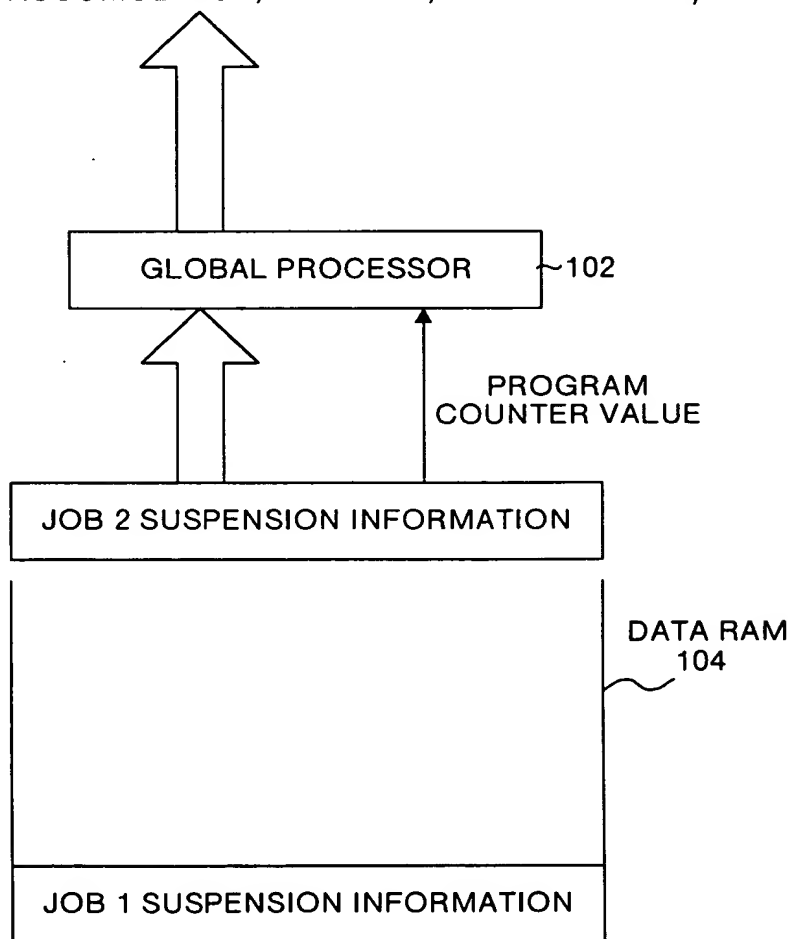 GLOBAL PROCESSOR
102
PROGRAM
COUNTER VALUE
JOB 2 SUSPENSION INFORMATION
DATA RAM
104
JOB 1 SUSPENSION INFORMATION